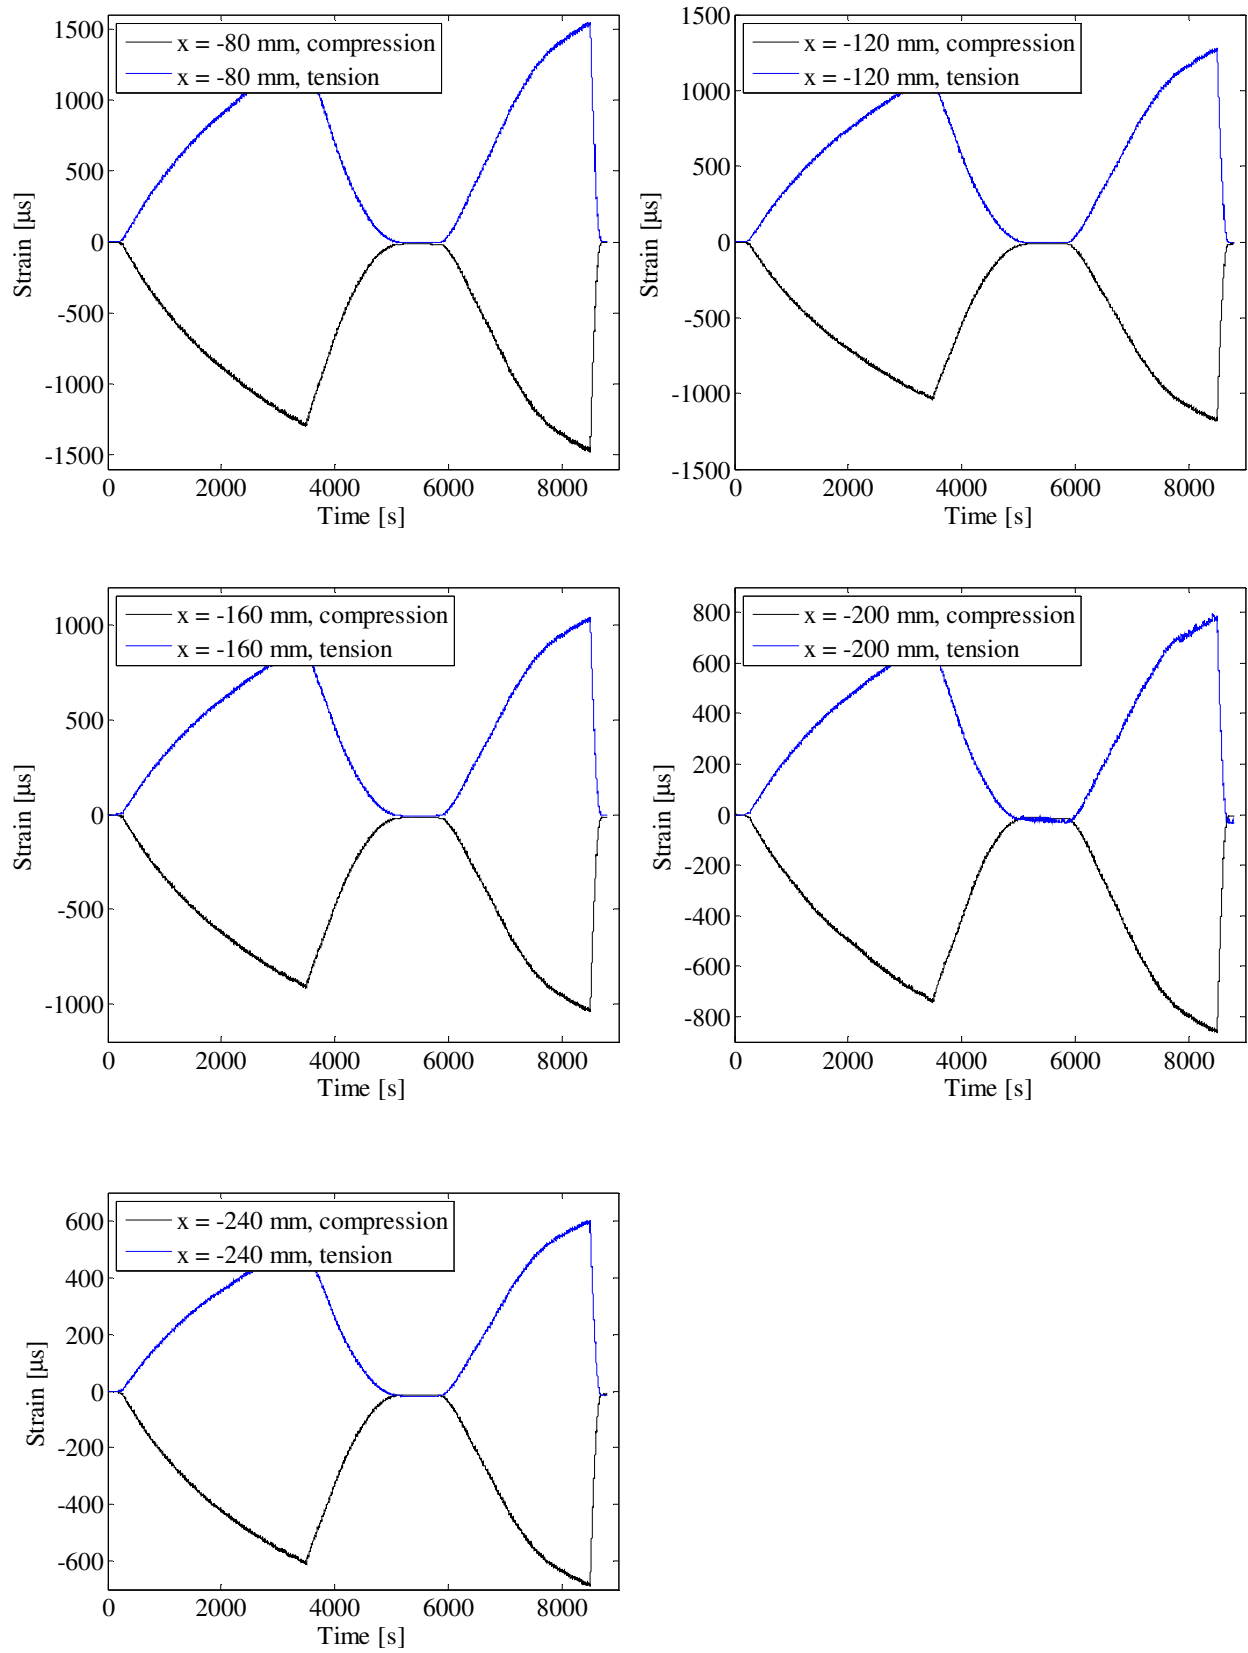 x = -80 mm, compression
x = -80 mm, tension
1500
1000
500
0
-500
-1000
-1500
Strain [µs]
0 2000 4000 6000 8000
Time [s]
x = -120 mm, compression
x = -120 mm, tension
1500
1000
500
0
-500
-1000
-1500
Strain [µs]
0 2000 4000 6000 8000
Time [s]
x = -160 mm, compression
x = -160 mm, tension
1000
500
0
-500
-1000
Strain [µs]
0 2000 4000 6000 8000
Time [s]
x = -200 mm, compression
x = -200 mm, tension
800
600
400
200
0
-200
-400
-600
-800
Strain [µs]
0 2000 4000 6000 8000
Time [s]
x = -240 mm, compression
x = -240 mm, tension
600
400
200
0
-200
-400
-600
Strain [µs]
0 2000 4000 6000 8000
Time [s]